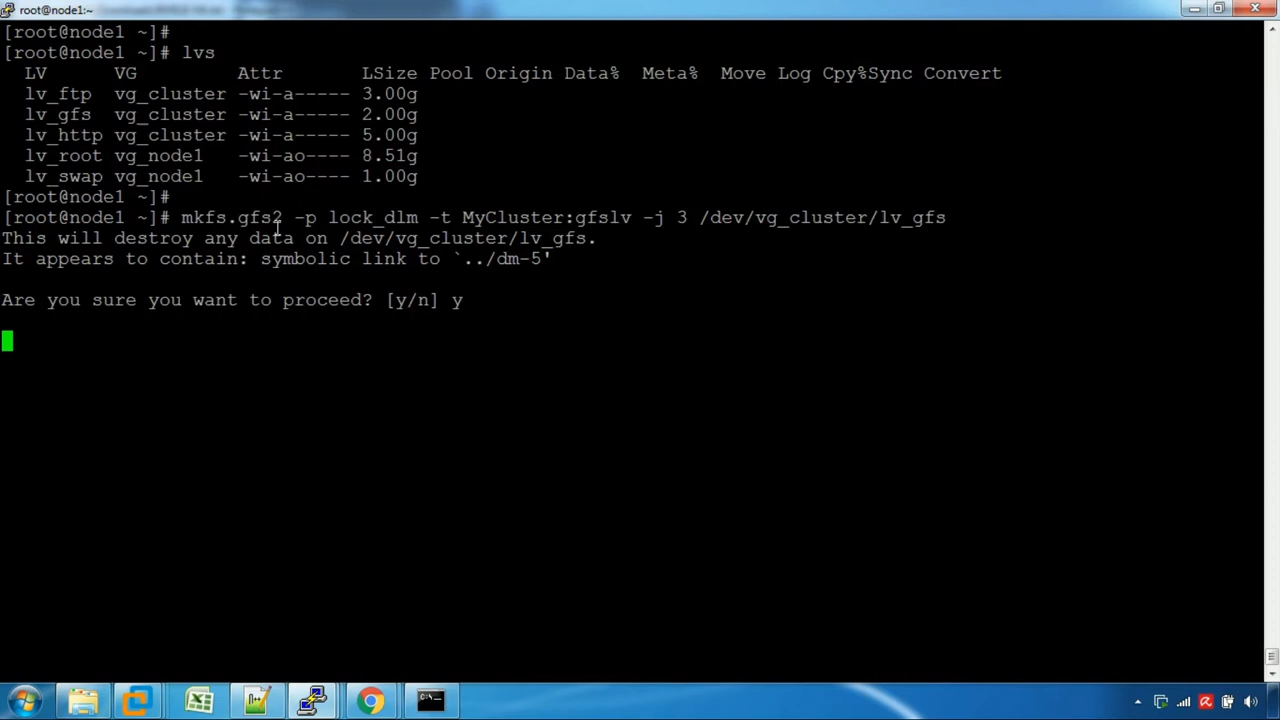 root@node1:~
[root@node1 ~]#
[root@node1 ~]# lvs
LV VG Attr LSize Pool Origin Data% Meta% Move Log Cpy%Sync Convert
lv_ftp vg_cluster -wi-a----- 3.00g
lv_gfs vg_cluster -wi-a----- 2.00g
lv_http vg_cluster -wi-a----- 5.00g
lv_root vg_node1 -wi-ao---- 8.51g
lv_swap vg_node1 -wi-ao---- 1.00g
[root@node1 ~]#
[root@node1 ~]# mkfs.gfs2 -p lock_dlm -t MyCluster:gfslv -j 3 /dev/vg_cluster/lv_gfs
This will destroy any data on /dev/vg_cluster/lv_gfs.
It appears to contain: symbolic link to `../dm-5'
Are you sure you want to proceed? [y/n] y